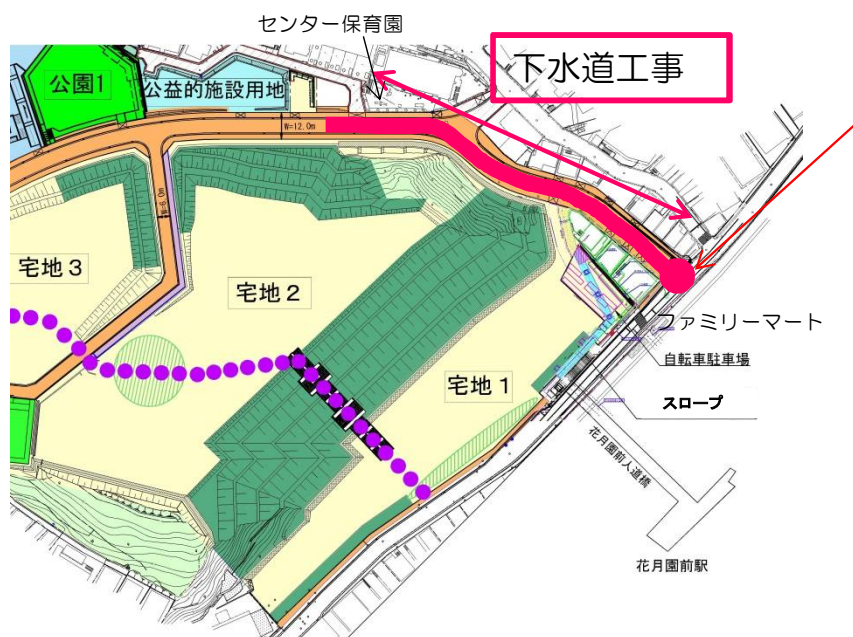 センター保育園
下水道工事
公園1
公益的施設用地
W=12.0m
W=6.0m
宅地3
宅地2
宅地1
ファミリーマート
自転車駐車場
スロープ
花月園前人道橋
花月園前駅